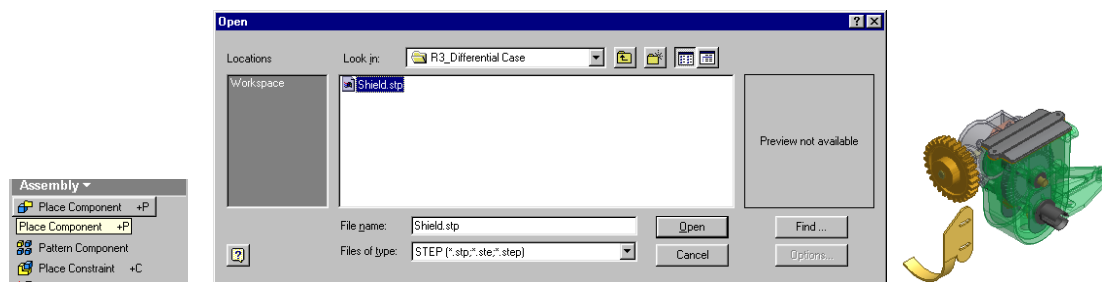 Assembly
Place Component +P
Place Component +P
Pattern Component
Place Constraint +C
Open
Locations
Look in: R3_Differential Case
Workspace
Shield.stp
Preview not available
File name: Shield.stp
Open
Find ...
Files of type: STEP (*.stp;*.ste;*.step)
Cancel
Options...